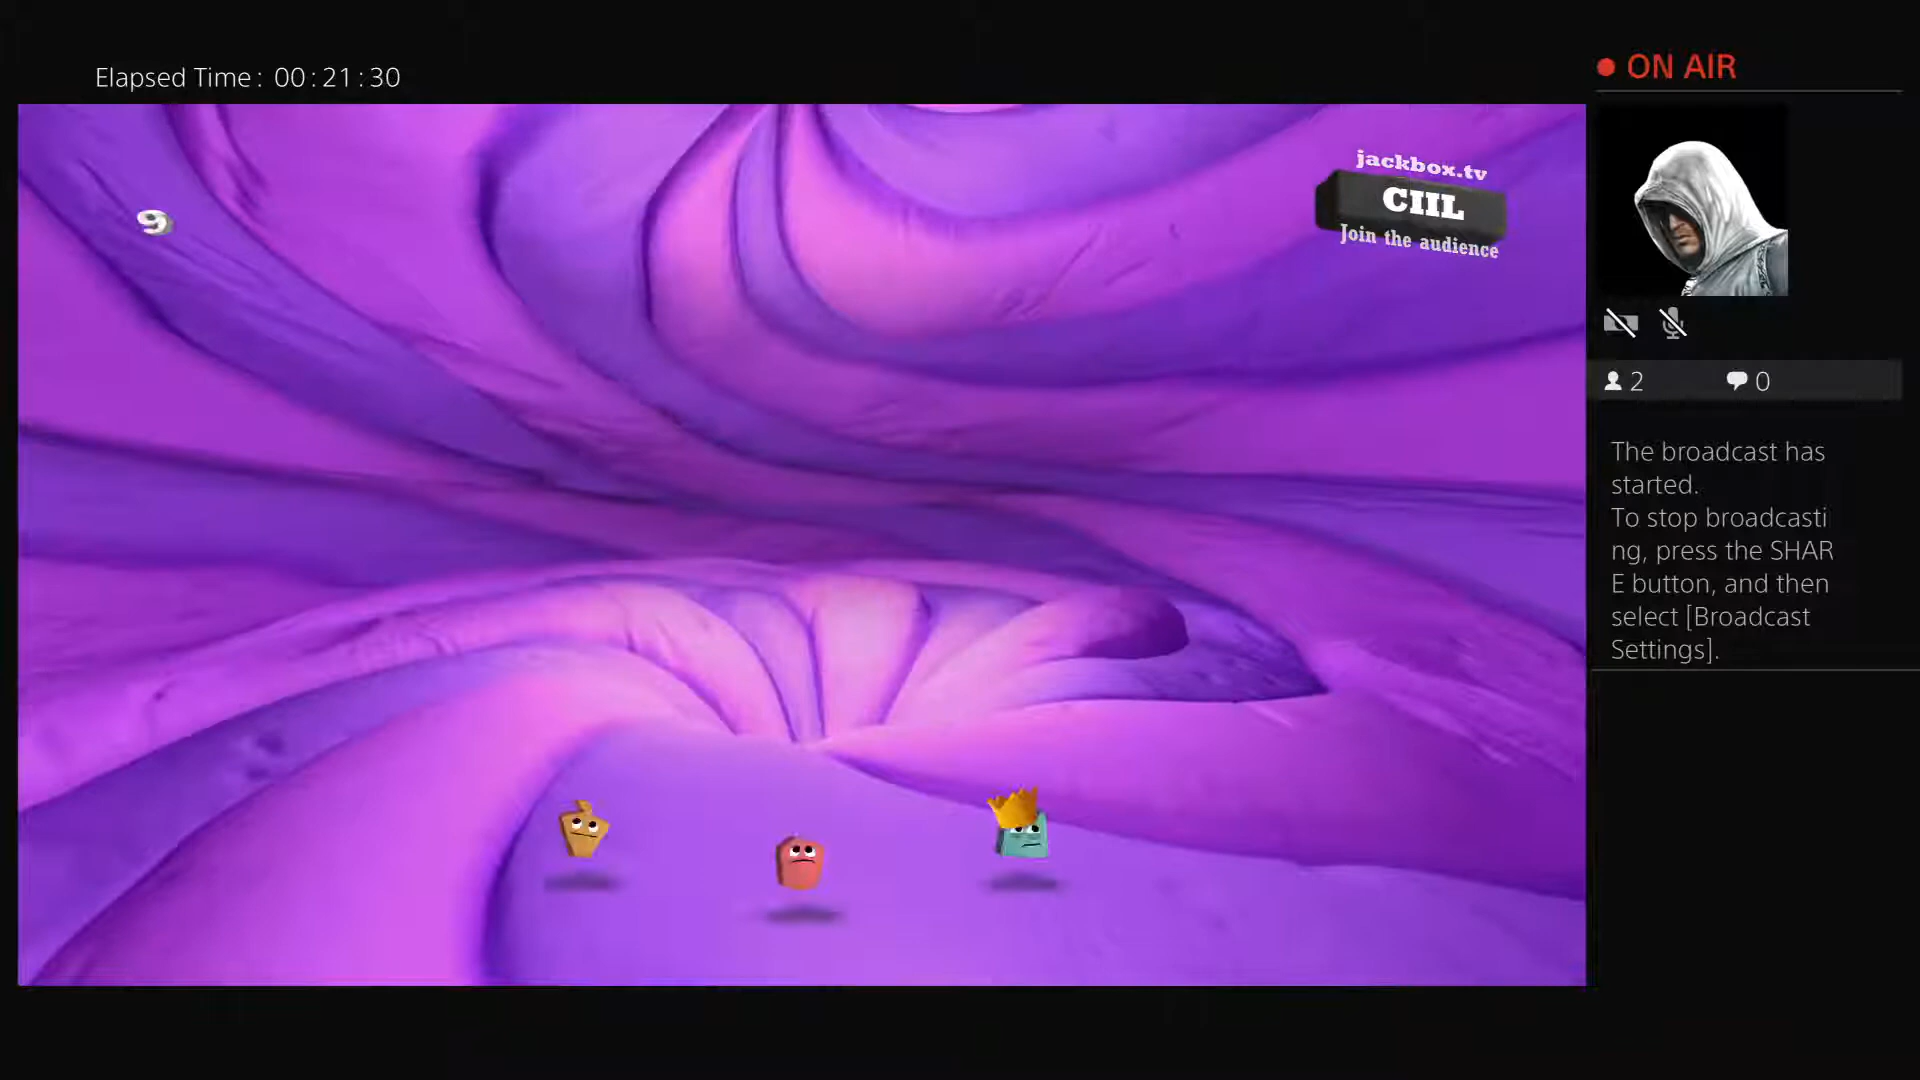 Elapsed Time: 00:21:30
ON AIR
jackbox.tv
CIIL
Join the audience
9
2
0
The broadcast has
started.
To stop broadcasti
ng, press the SHAR
E button, and then
select [Broadcast
Settings].